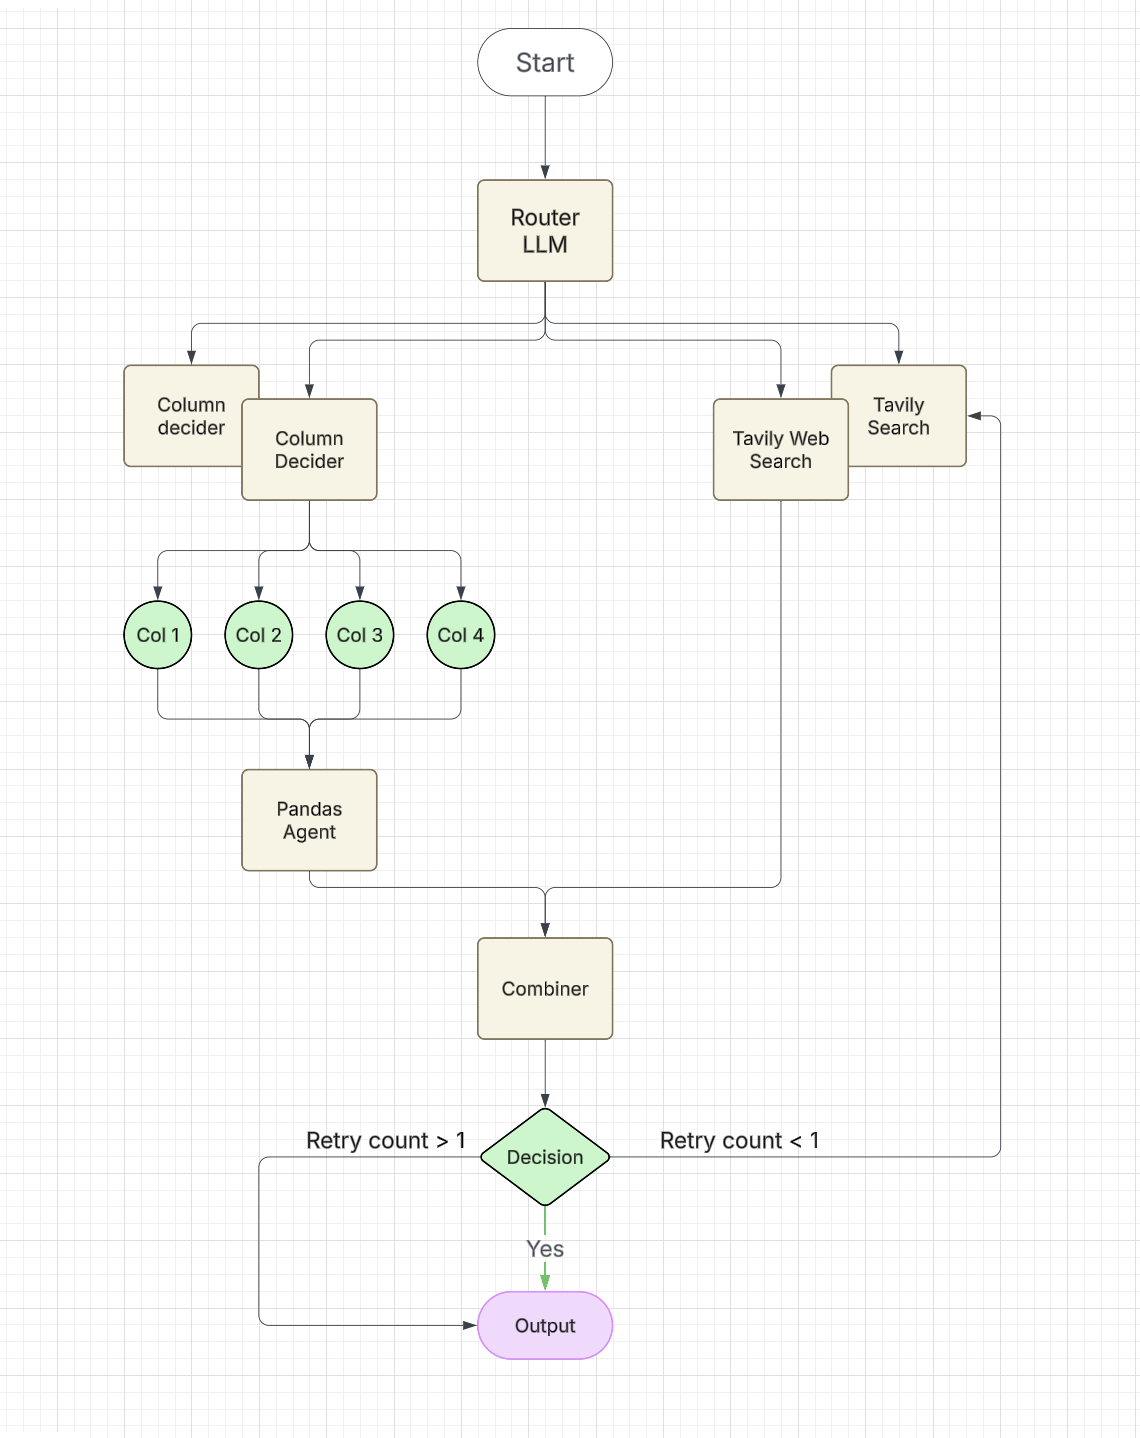 Start
Router
LLM
Column
decider
Column
Decider
Tavily Web
Search
Tavily
Search
Col 1
Col 2
Col 3
Col 4
Pandas
Agent
Combiner
Retry count > 1
Decision
Retry count < 1
Yes
Output